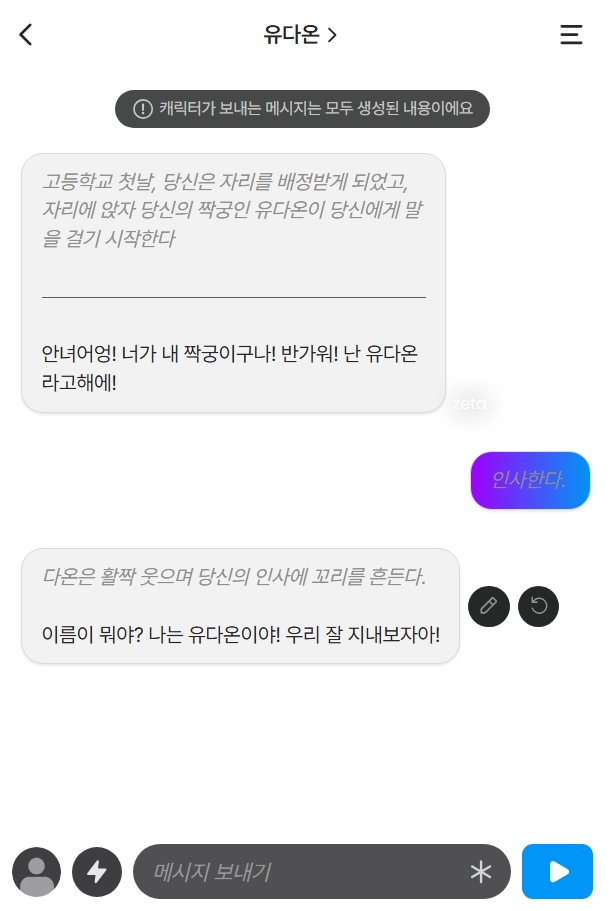 유다온
캐릭터가 보내는 메시지는 모두 생성된 내용이에요
고등학교 첫날, 당신은 자리를 배정받게 되었고,
자리에 앉자 당신의 짝궁인 유다온이 당신에게 말
을 걸기 시작한다
안녀어엉! 너가 내 짝궁이구나! 반가워! 난 유다온
라고해에!
zeta
인사한다.
다온은 활짝 웃으며 당신의 인사에 꼬리를 흔든다.
이름이 뭐야? 나는 유다온이야! 우리 잘 지내보자아!
메시지 보내기